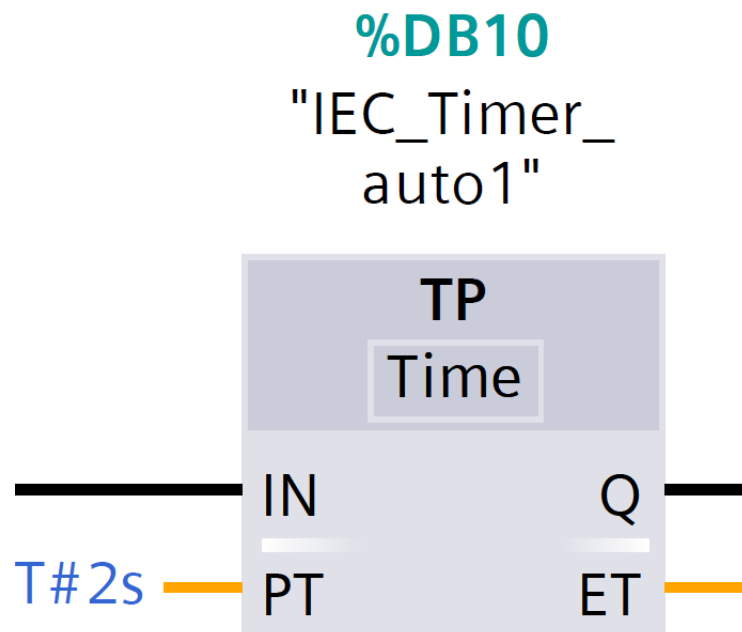 %DB10
"IEC_Timer_
auto1"
TP
Time
IN Q
T#2s PT ET